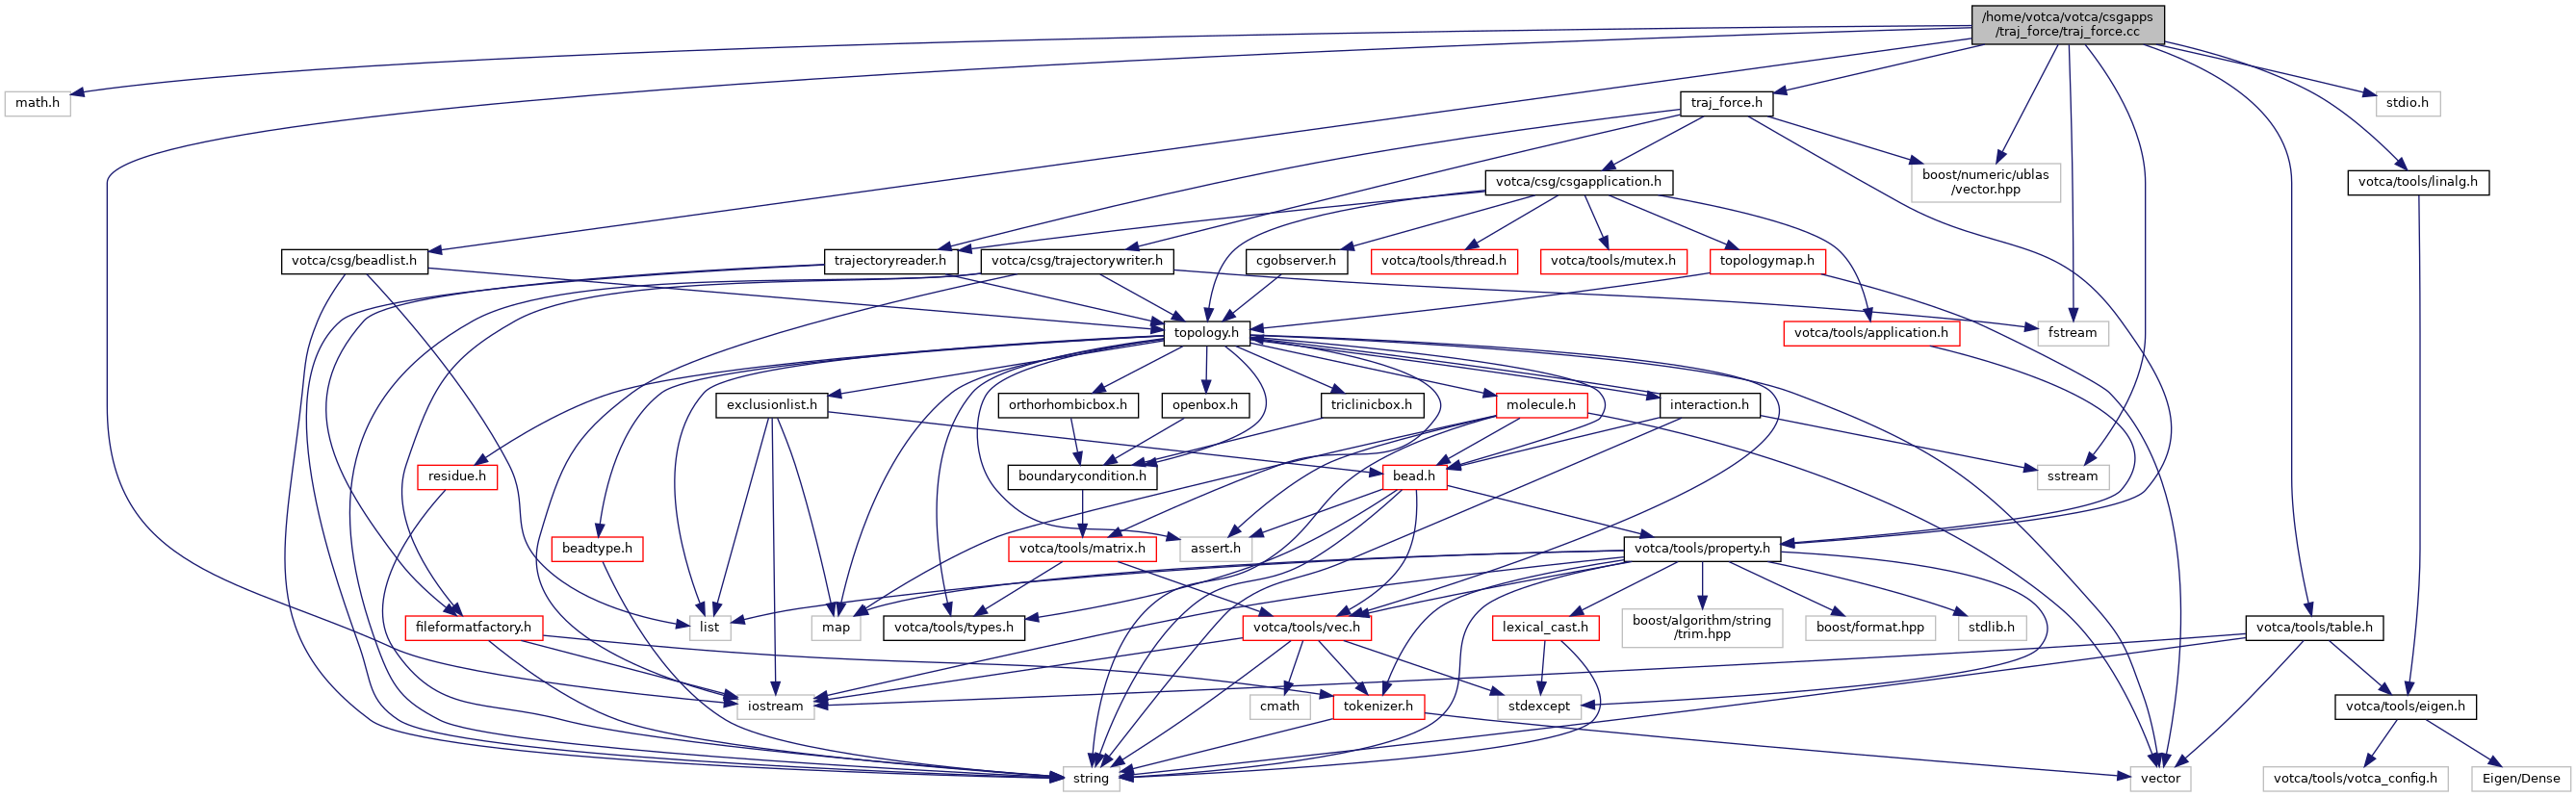 /home/votca/votca/csgapps
/traj_force/traj_force.cc
math.h
traj_force.h
stdio.h
boost/numeric/ublas
/vector.hpp
votca/csg/csgapplication.h
votca/tools/linalg.h
votca/csg/beadlist.h
trajectoryreader.h
votca/csg/trajectorywriter.h
cgobserver.h
votca/tools/thread.h
votca/tools/mutex.h
topologymap.h
topology.h
votca/tools/application.h
fstream
exclusionlist.h
orthorhombicbox.h
openbox.h
triclinicbox.h
molecule.h
interaction.h
residue.h
boundarycondition.h
bead.h
sstream
beadtype.h
votca/tools/matrix.h
assert.h
votca/tools/property.h
fileformatfactory.h
list
map
votca/tools/types.h
votca/tools/vec.h
lexical_cast.h
boost/algorithm/string
/trim.hpp
boost/format.hpp
stdlib.h
votca/tools/table.h
iostream
cmath
tokenizer.h
stdexcept
votca/tools/eigen.h
string
vector
votca/tools/votca_config.h
Eigen/Dense